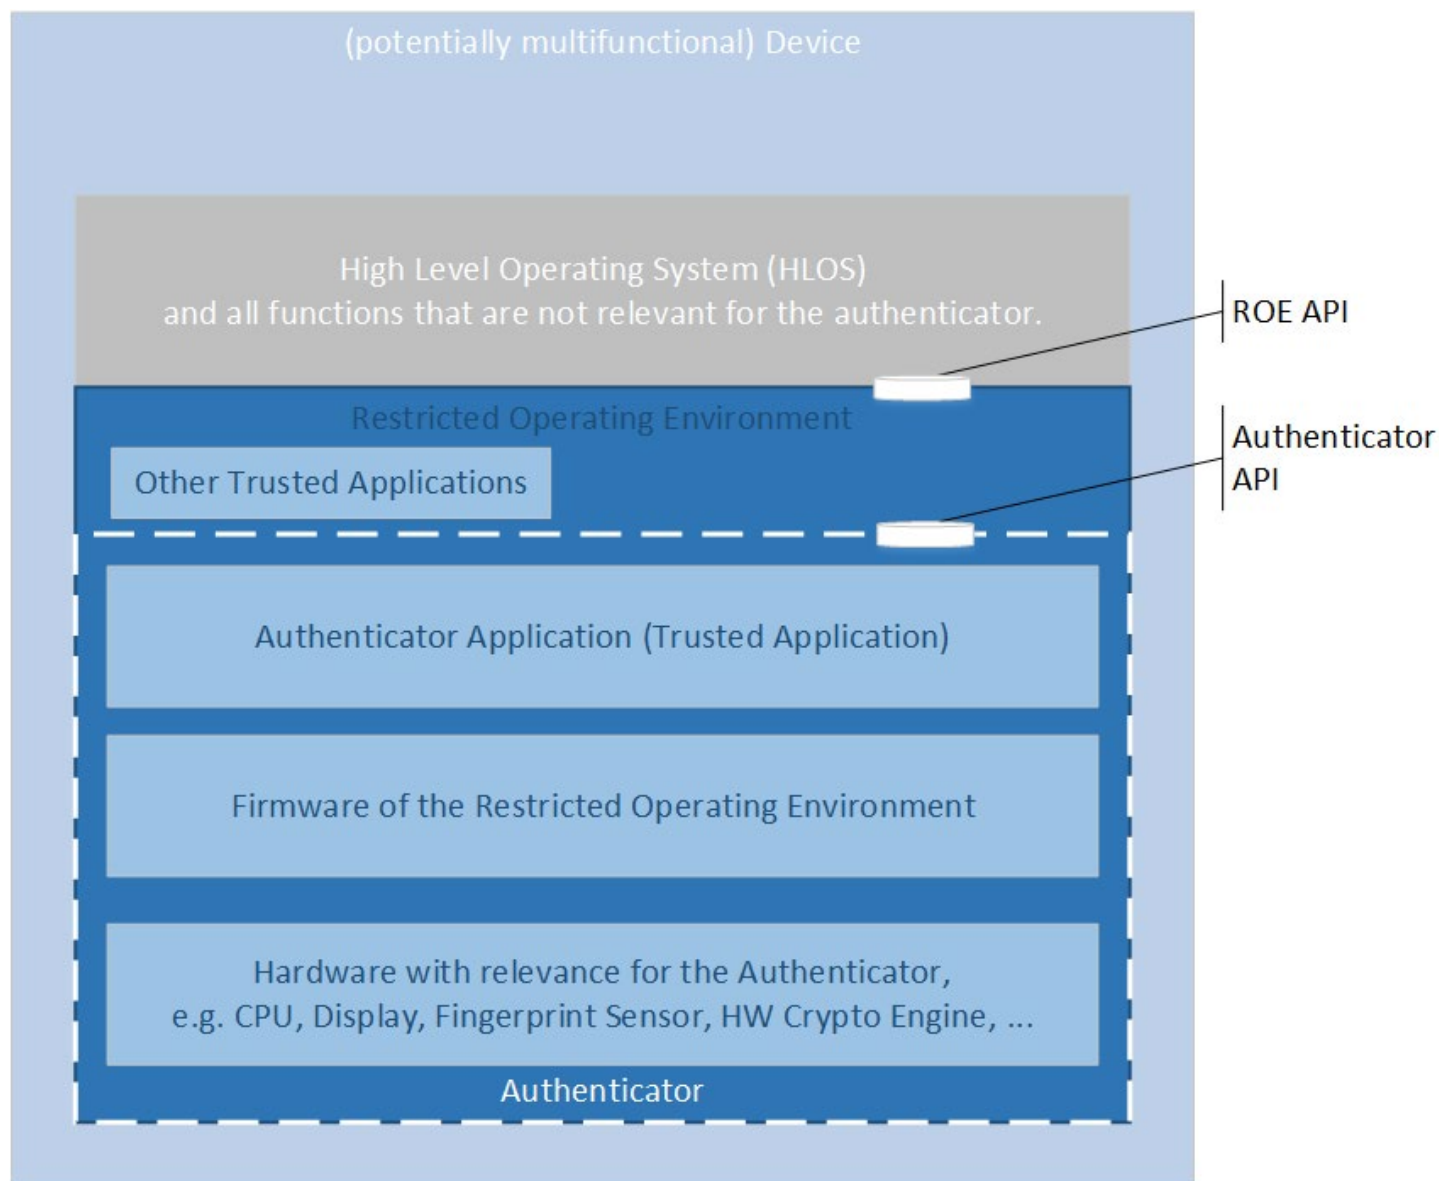 (potentially multifunctional) Device
High Level Operating System (HLOS)
and all functions that are not relevant for the authenticator.
ROE API
Restricted Operating Environment
Authenticator
API
Other Trusted Applications
Authenticator Application (Trusted Application)
Firmware of the Restricted Operating Environment
Hardware with relevance for the Authenticator,
e.g. CPU, Display, Fingerprint Sensor, HW Crypto Engine, ...
Authenticator